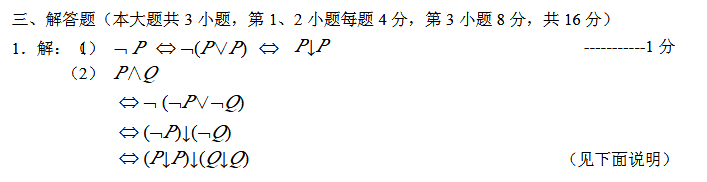 三、解答题（本大题共 3 小题，第 1、2 小题每题 4 分，第 3 小题 8 分，共 16 分）
1．解：（1） ¬P ⇔¬(P∨P) ⇔ P↓P -----------1 分
（2） P∧Q
⇔¬ (¬P∨¬Q)
⇔(¬P)↓(¬Q)
⇔(P↓P)↓(Q↓Q) （见下面说明）